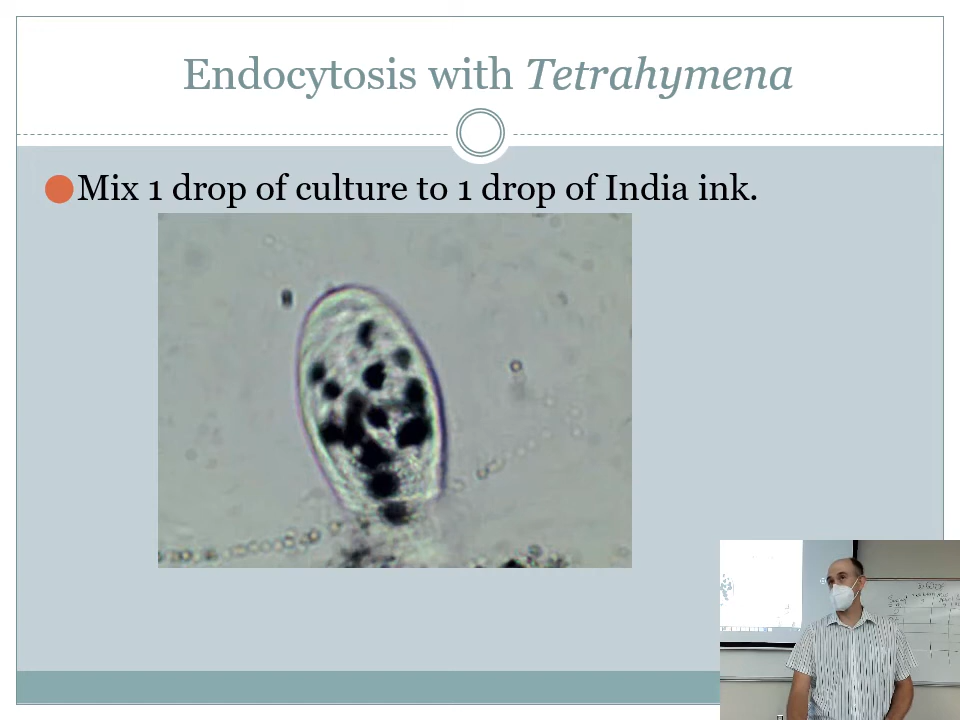 Endocytosis with Tetrahymena
Mix 1 drop of culture to 1 drop of India ink.